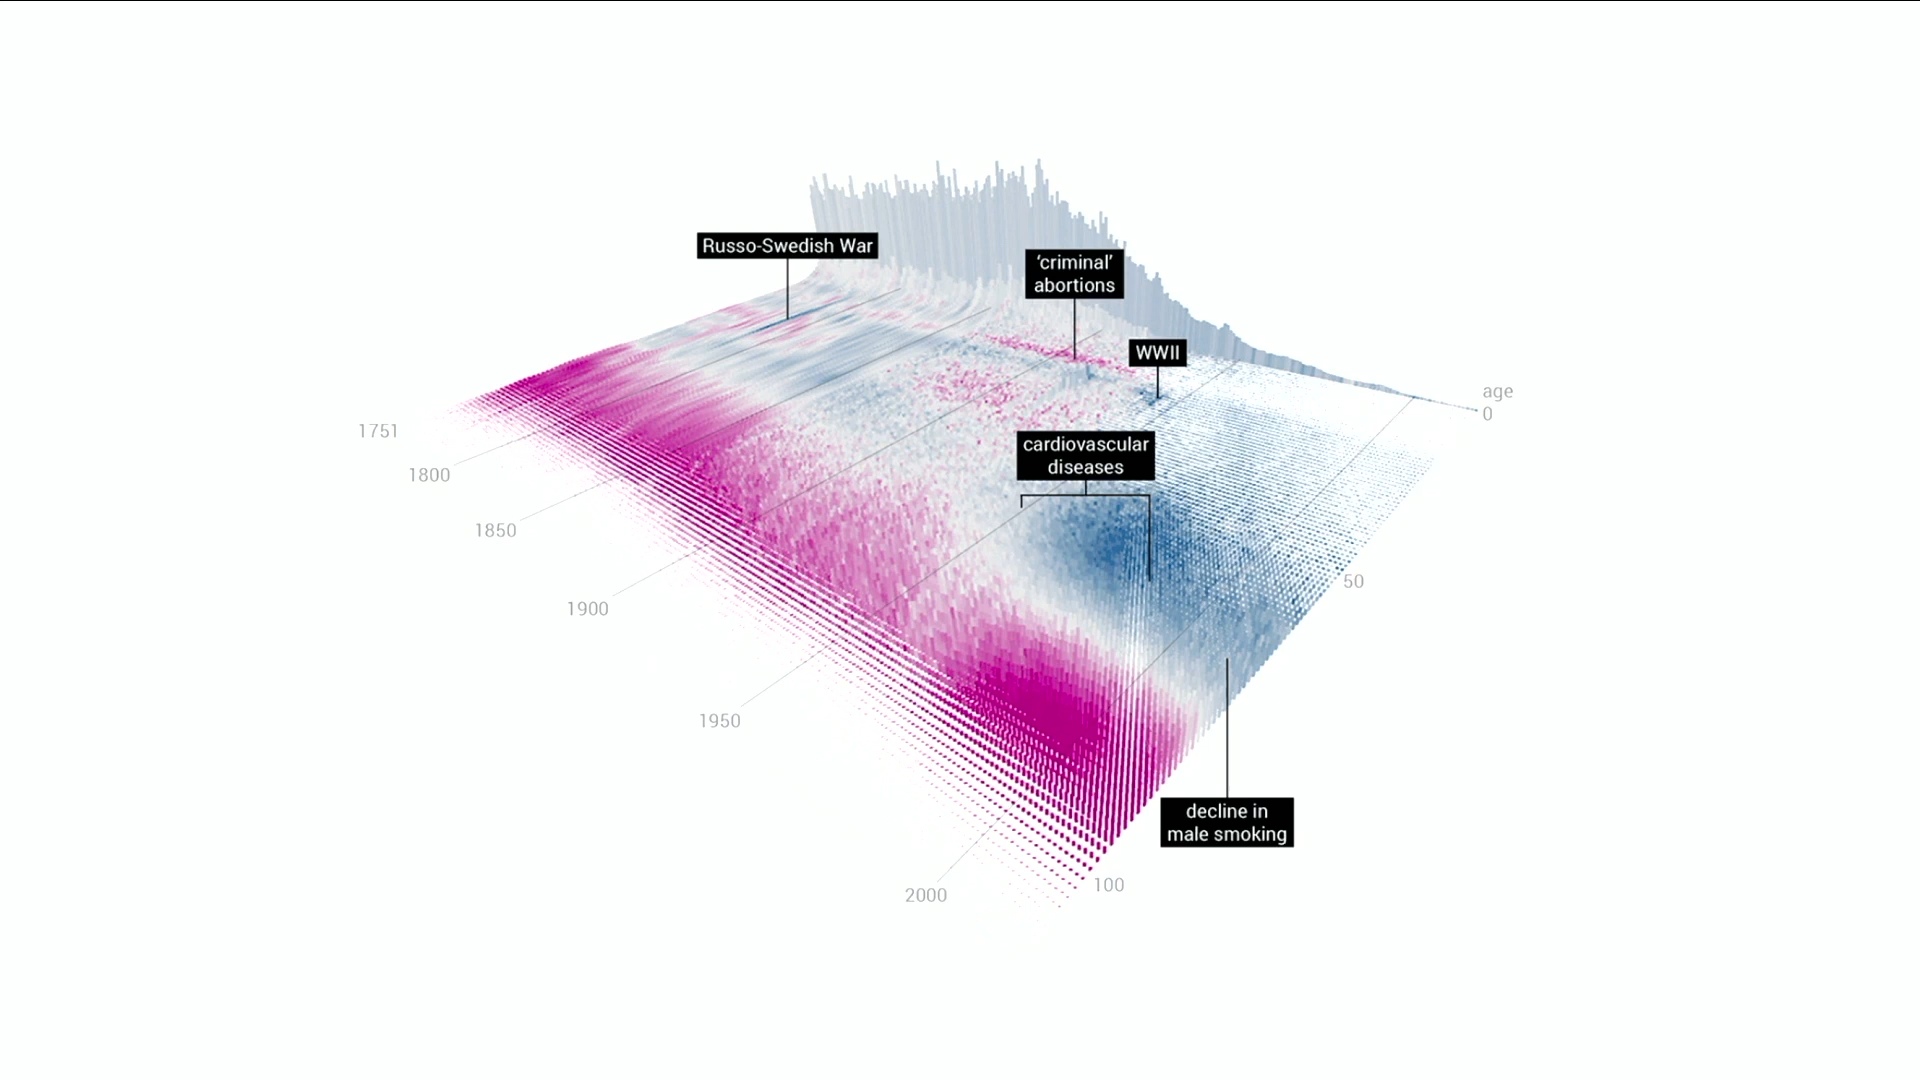 Russo-Swedish War
‘criminal’
abortions
WWII
age
0
1751
cardiovascular
diseases
1800
1850
50
1900
1950
decline in
male smoking
100
2000